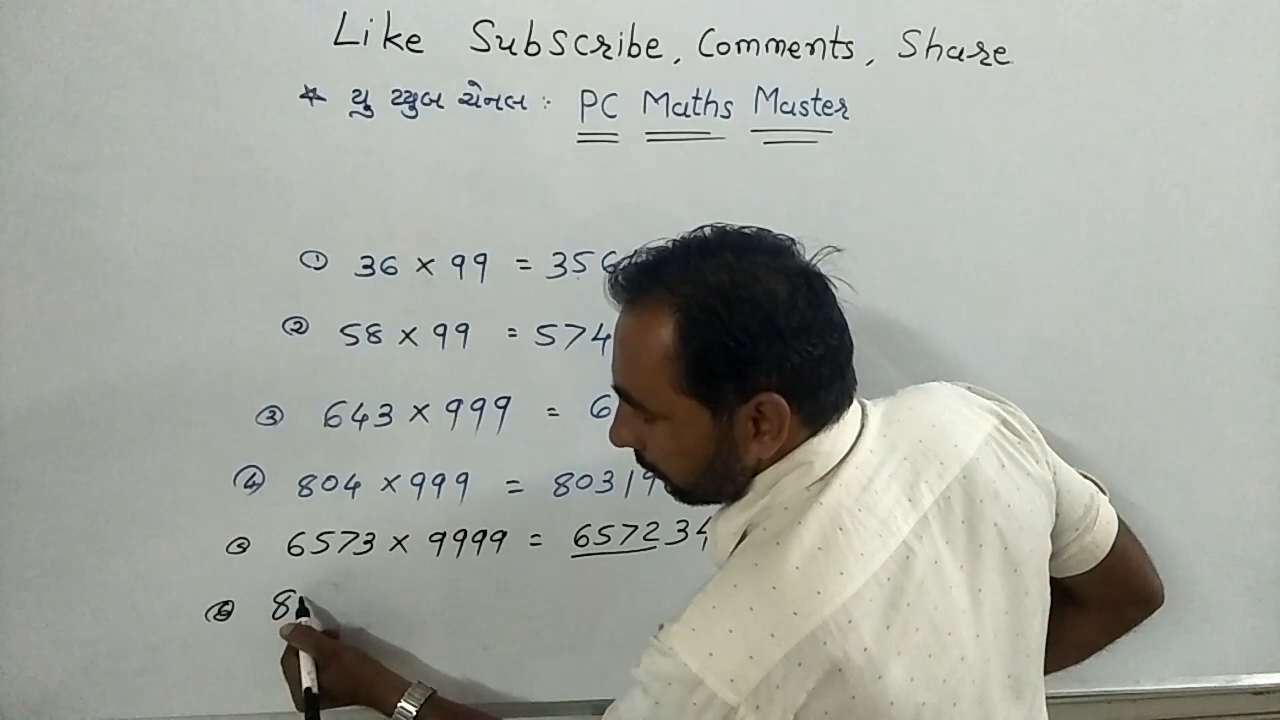 Like Subscribe, Comments, Share
* યુ ટ્યુબ ચેનલ : PC Maths Master
① 36 × 99 = 356
② 58 × 99 = 574
③ 643 × 999 = 6
④ 804 × 999 = 80319
⑤ 6573 × 9999 = 657234
⑥ 8